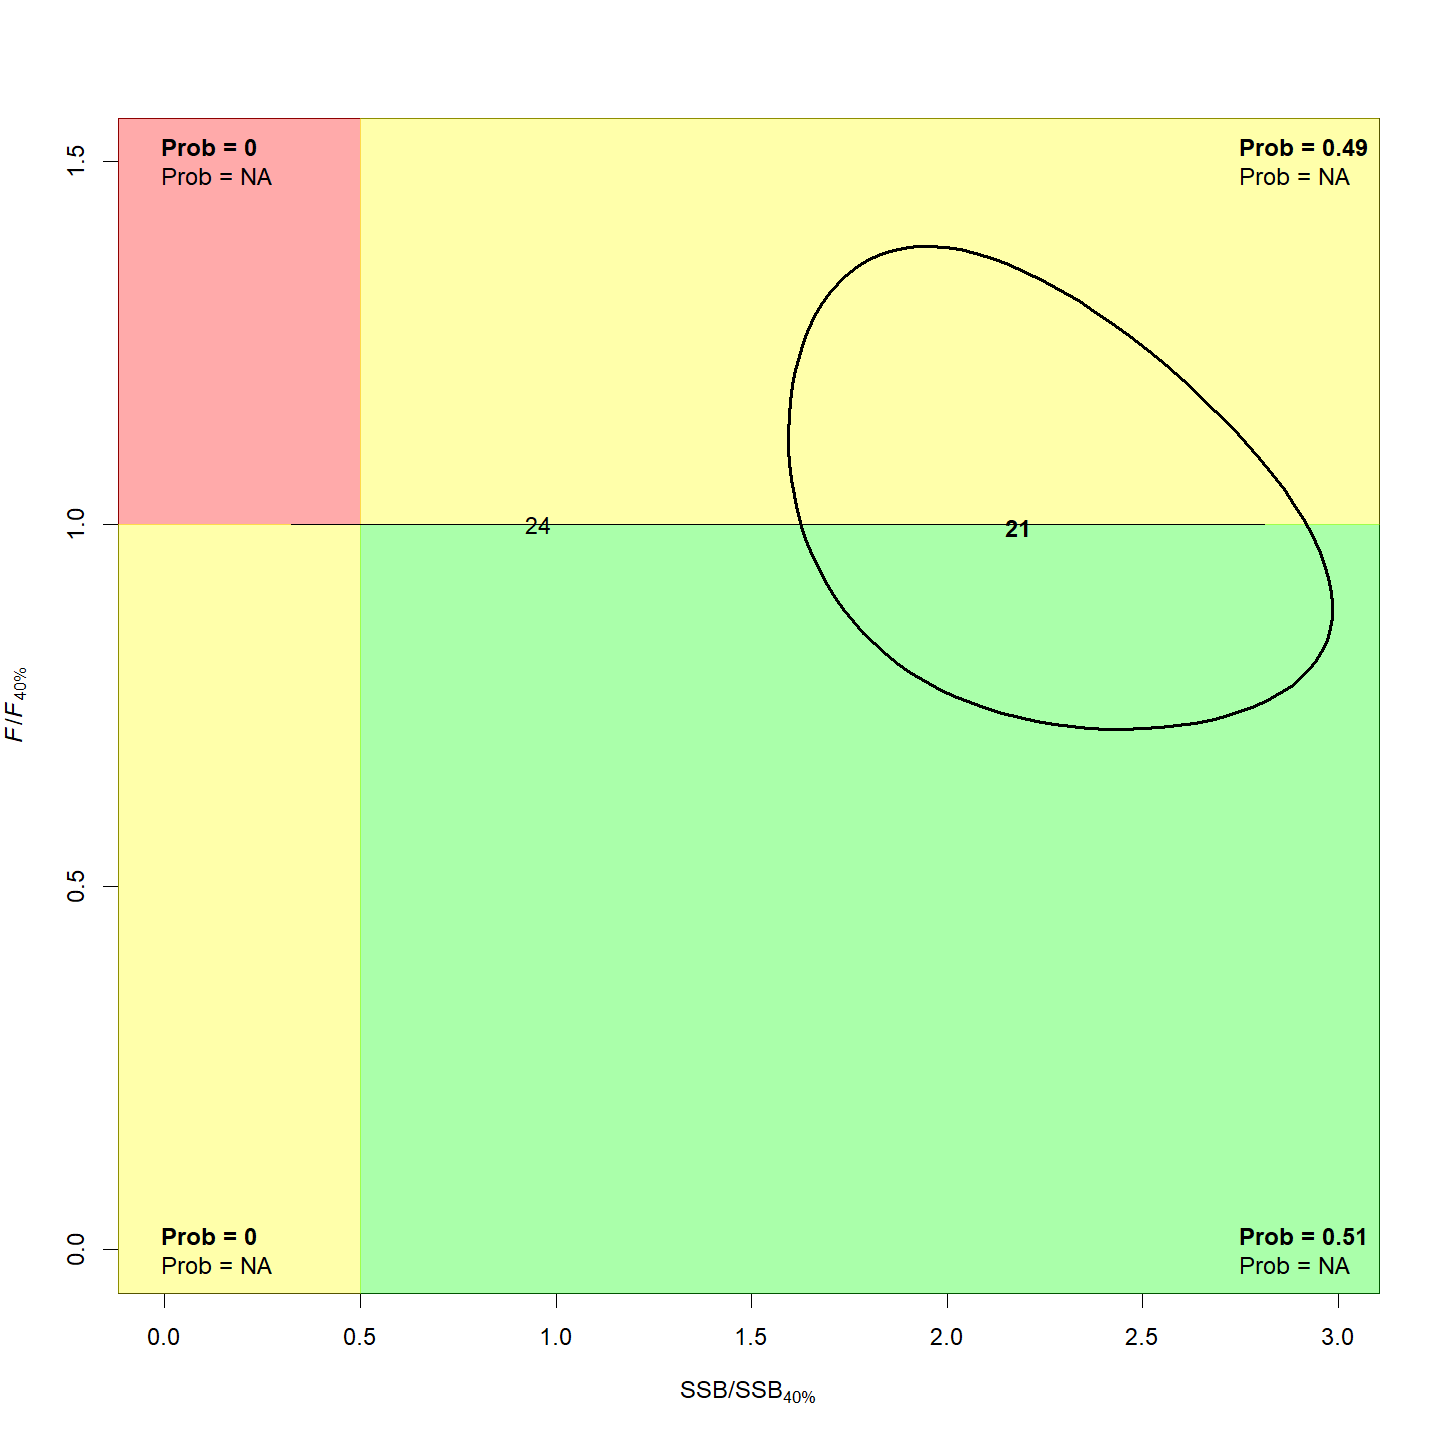 Prob = 0
Prob = NA
Prob = 0.49
Prob = NA
1.5
1.0
0.5
0.0
F/F40%
24
21
Prob = 0
Prob = NA
Prob = 0.51
Prob = NA
0.0 0.5 1.0 1.5 2.0 2.5 3.0
SSB/SSB40%